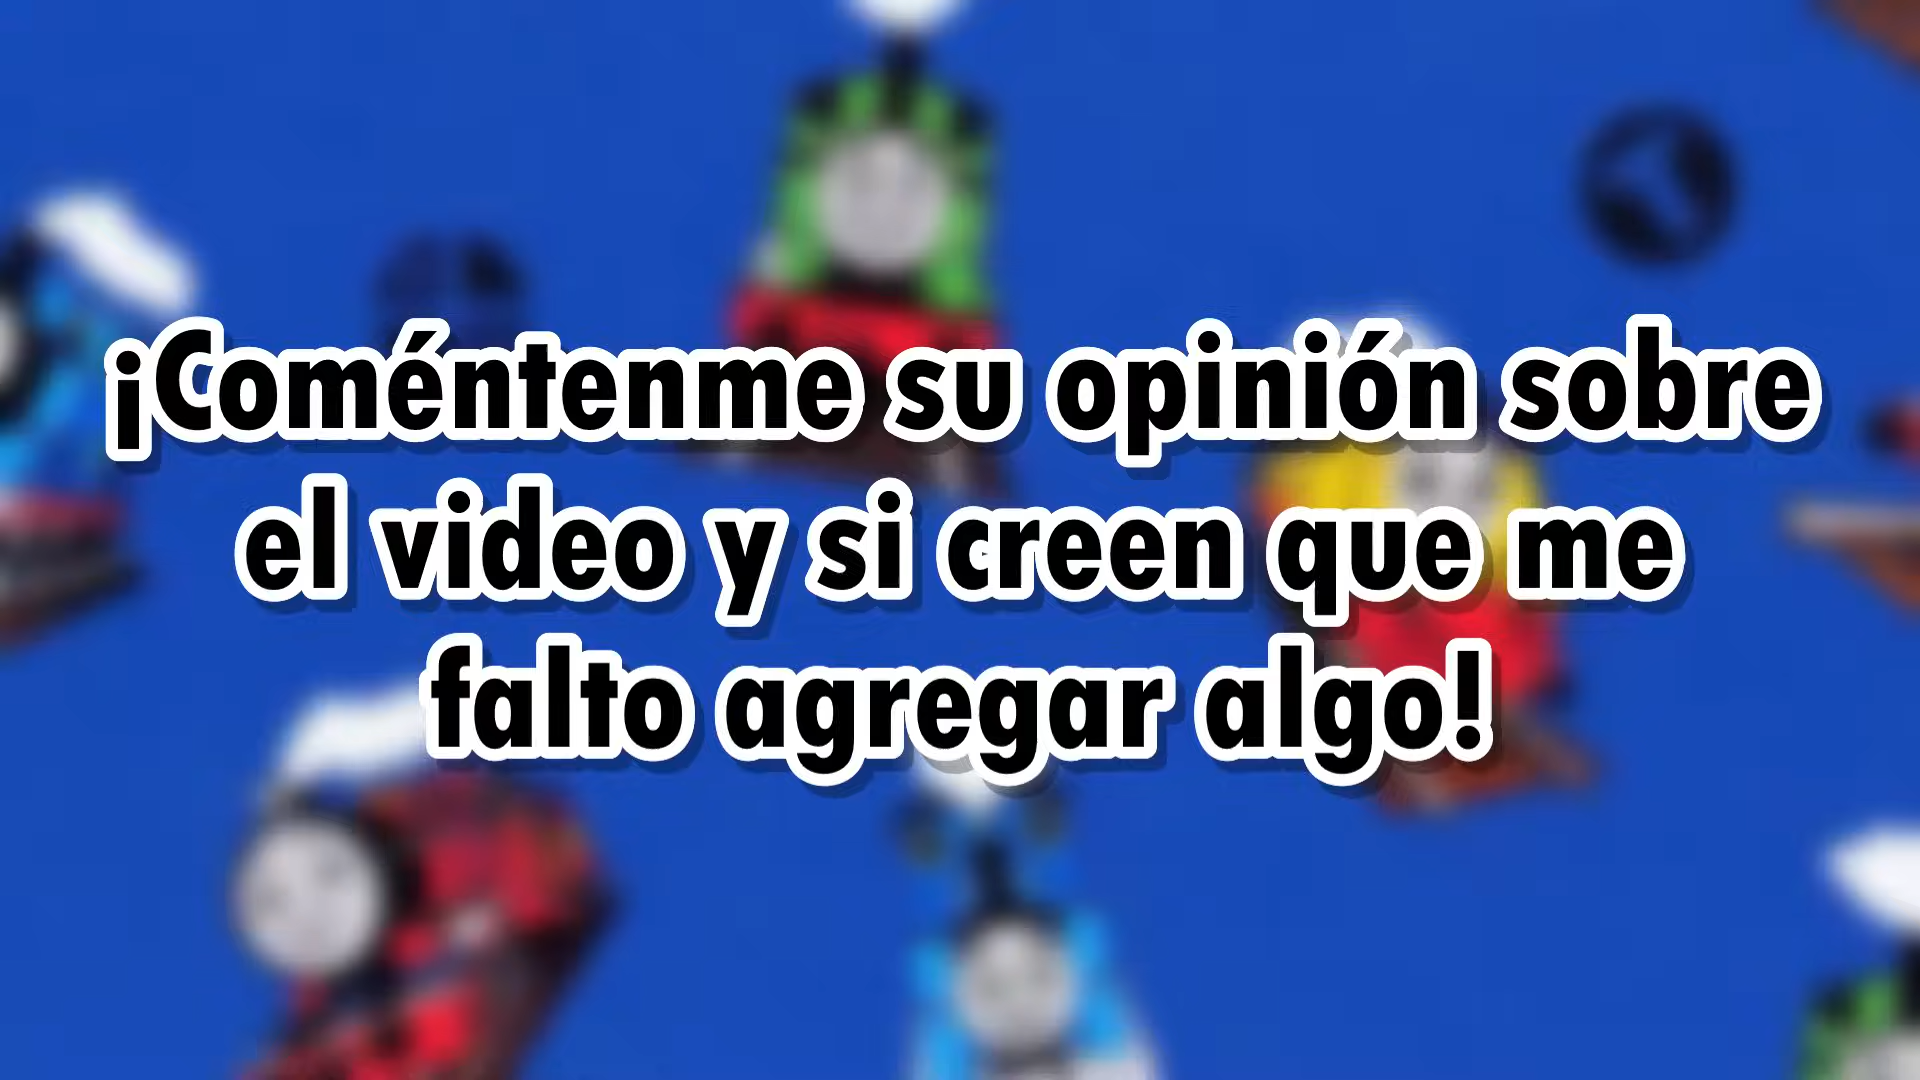 ¡Coméntenme su opinión sobre
el video y si creen que me
falto agregar algo!